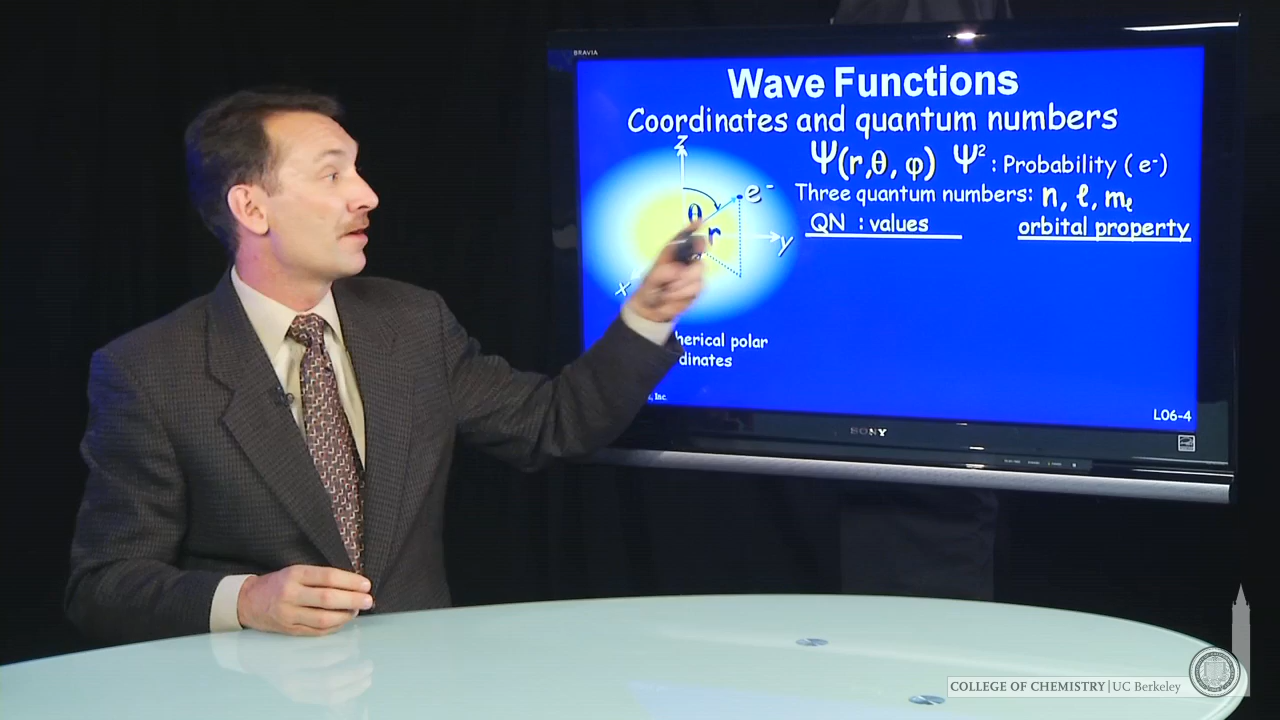 BRAVIA
Wave Functions
Coordinates and quantum numbers
Ψ(r,θ, φ) Ψ² : Probability ( e⁻)
Three quantum numbers: n, ℓ, mℓ
QN : values orbital property
z
e⁻
θ
r
y
x
herical polar
dinates
, Inc.
L06-4
SONY
COLLEGE OF CHEMISTRY | UC Berkeley